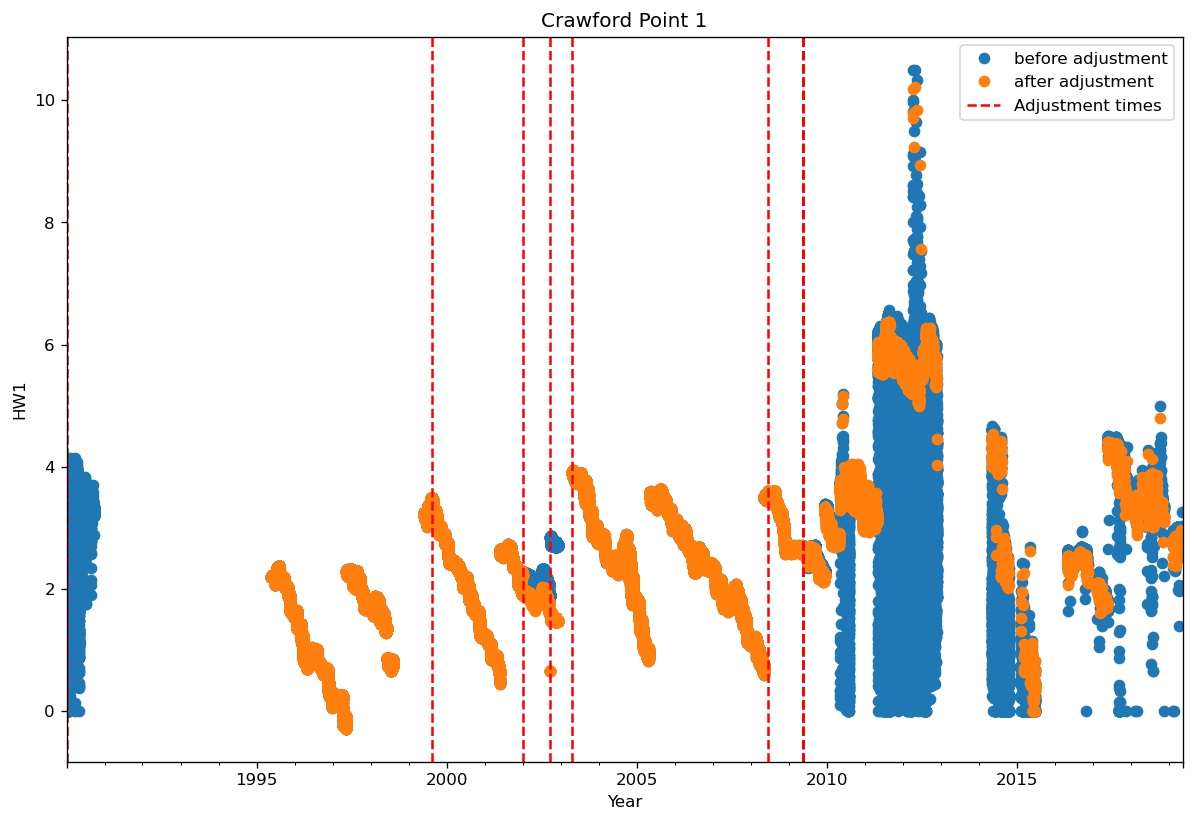 Crawford Point 1
before adjustment
after adjustment
Adjustment times
HW1
10
8
6
4
2
0
1995
2000
2005
2010
2015
Year